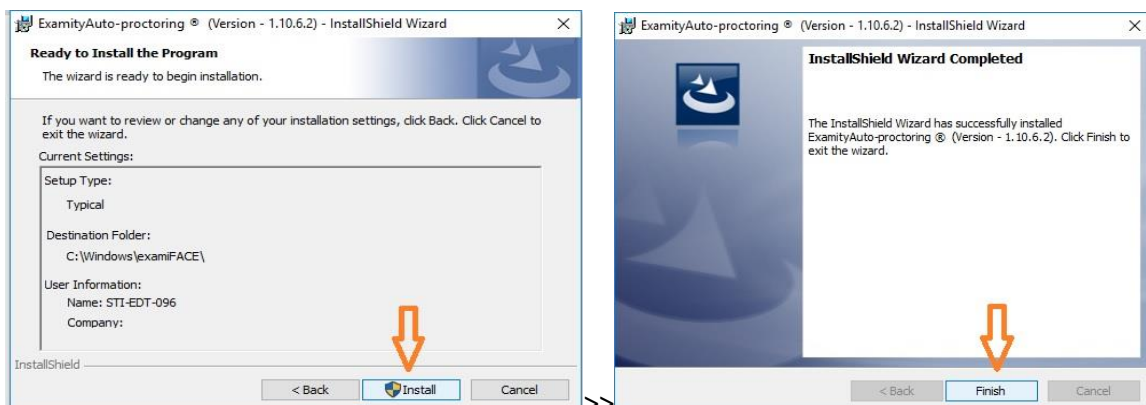 ExamityAuto-proctoring ® (Version - 1.10.6.2) - InstallShield Wizard
Ready to Install the Program
The wizard is ready to begin installation.
If you want to review or change any of your installation settings, click Back. Click Cancel to
exit the wizard.
Current Settings:
Setup Type:
Typical
Destination Folder:
C:\Windows\examiFACE\
User Information:
Name: STI-EDT-096
Company:
InstallShield
< Back
Install
Cancel
>>
ExamityAuto-proctoring ® (Version - 1.10.6.2) - InstallShield Wizard
InstallShield Wizard Completed
The InstallShield Wizard has successfully installed
ExamityAuto-proctoring ® (Version - 1.10.6.2). Click Finish to
exit the wizard.
< Back
Finish
Cancel